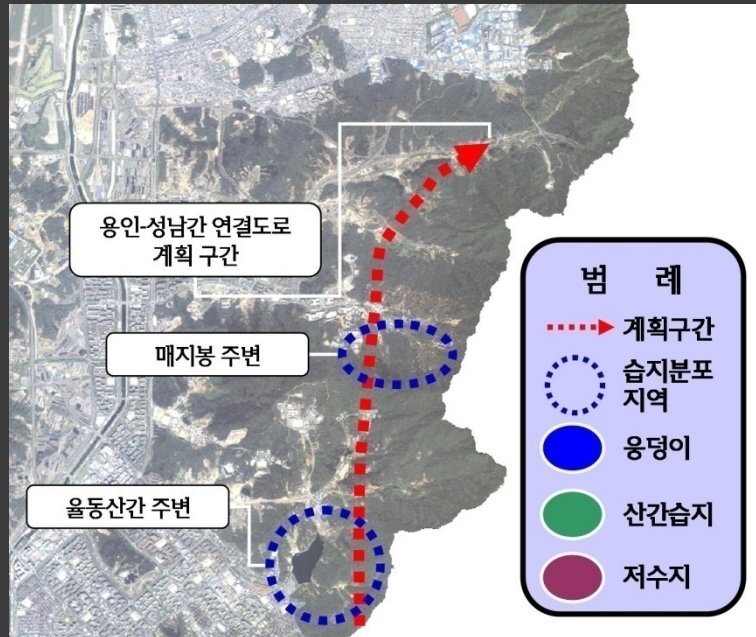 용인-성남간 연결도로
계획 구간
매지봉 주변
율동산간 주변
범 례
계획구간
습지분포
지역
웅덩이
산간습지
저수지